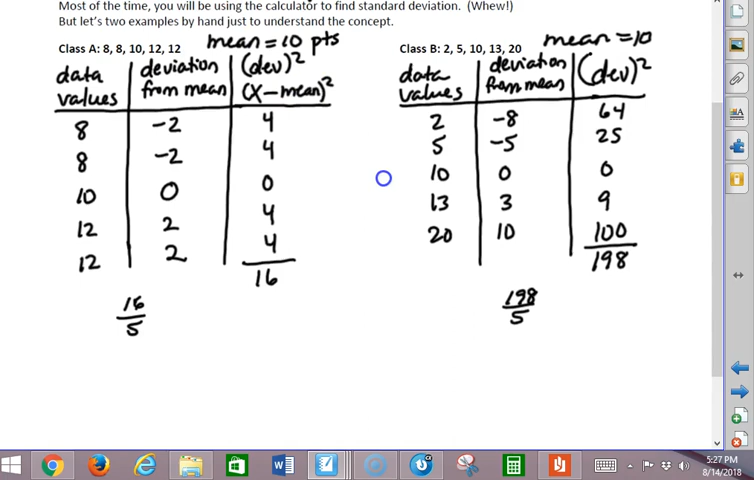 Most of the time, you will be using the calculator to find standard deviation. (Whew!)
But let's two examples by hand just to understand the concept.
Class A: 8, 8, 10, 12, 12 mean = 10 pts
data values | deviation from mean | (dev)² (x-mean)²
8 | -2 | 4
8 | -2 | 4
10 | 0 | 0
12 | 2 | 4
12 | 2 | 4
16
16/5
Class B: 2, 5, 10, 13, 20 mean = 10
data values | deviation from mean | (dev)²
2 | -8 | 64
5 | -5 | 25
10 | 0 | 0
13 | 3 | 9
20 | 10 | 100
198
198/5
5:27 PM
8/14/2018